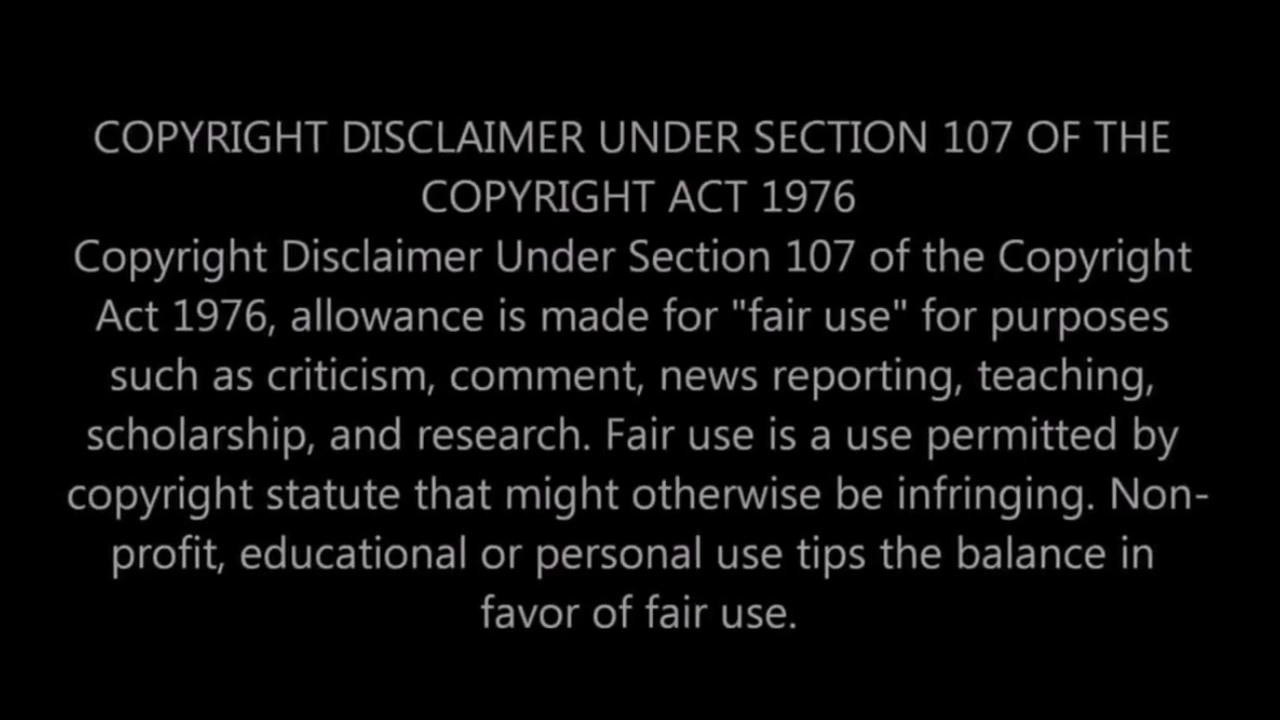 COPYRIGHT DISCLAIMER UNDER SECTION 107 OF THE
COPYRIGHT ACT 1976
Copyright Disclaimer Under Section 107 of the Copyright
Act 1976, allowance is made for "fair use" for purposes
such as criticism, comment, news reporting, teaching,
scholarship, and research. Fair use is a use permitted by
copyright statute that might otherwise be infringing. Non-
profit, educational or personal use tips the balance in
favor of fair use.